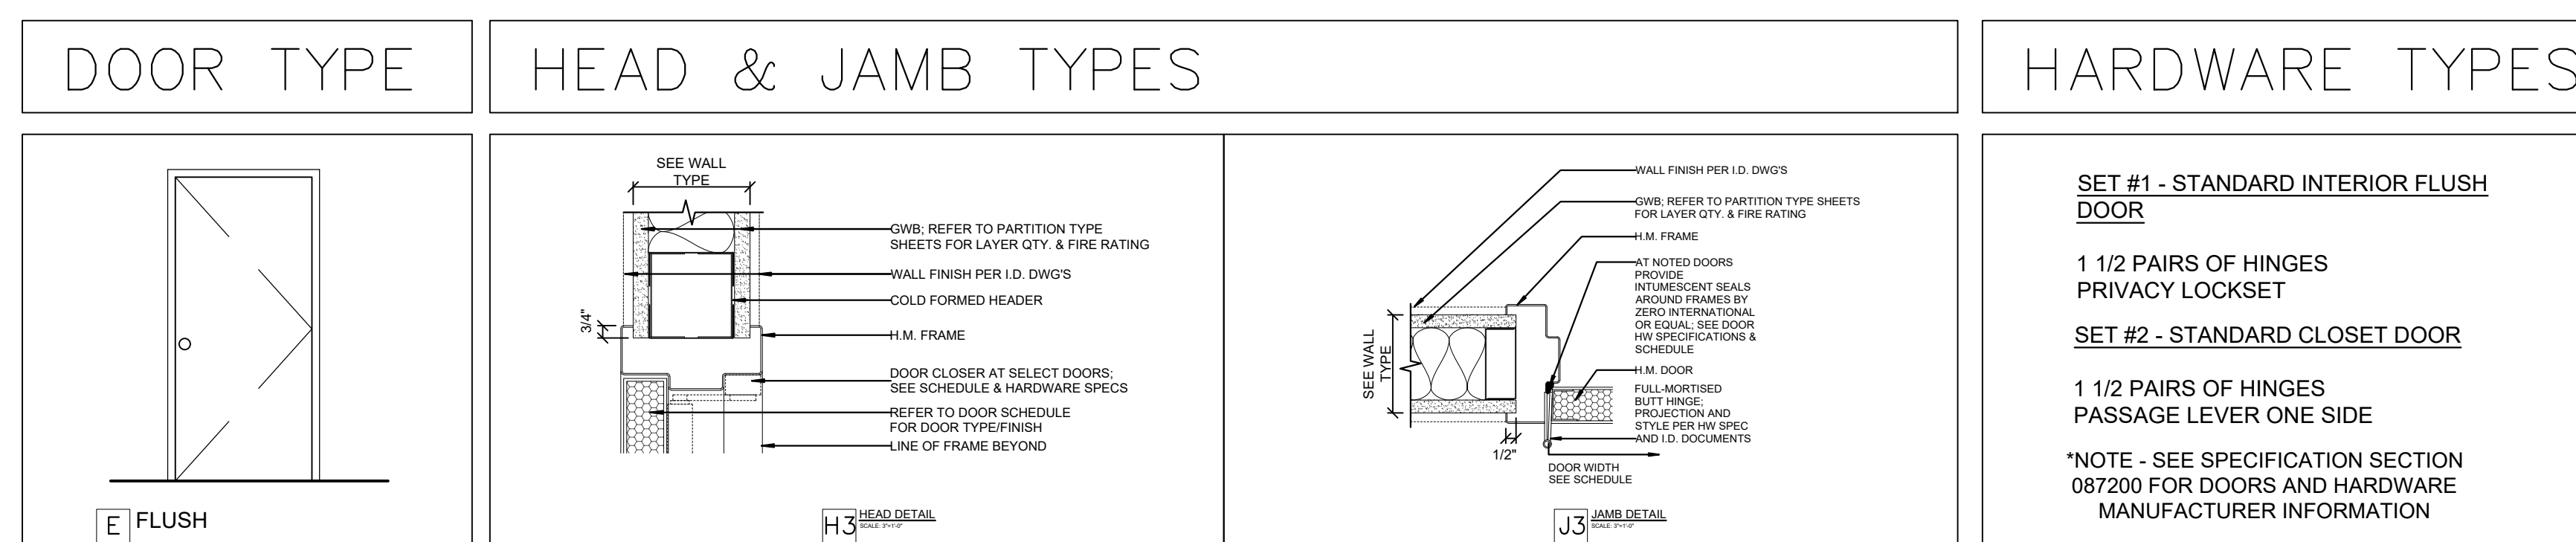 DOOR TYPE
HEAD & JAMB TYPES
HARDWARE TYPES
E FLUSH
SEE WALL
TYPE
3/4"
GWB; REFER TO PARTITION TYPE
SHEETS FOR LAYER QTY. & FIRE RATING
WALL FINISH PER I.D. DWG'S
COLD FORMED HEADER
H.M. FRAME
DOOR CLOSER AT SELECT DOORS;
SEE SCHEDULE & HARDWARE SPECS
REFER TO DOOR SCHEDULE
FOR DOOR TYPE/FINISH
LINE OF FRAME BEYOND
H3 HEAD DETAIL
SCALE: 3"=1'-0"
WALL FINISH PER I.D. DWG'S
GWB; REFER TO PARTITION TYPE SHEETS
FOR LAYER QTY. & FIRE RATING
H.M. FRAME
AT NOTED DOORS
PROVIDE
INTUMESCENT SEALS
AROUND FRAMES BY
ZERO INTERNATIONAL
OR EQUAL; SEE DOOR
HW SPECIFICATIONS &
SCHEDULE
H.M. DOOR
FULL-MORTISED
BUTT HINGE;
PROJECTION AND
STYLE PER HW SPEC
AND I.D. DOCUMENTS
SEE WALL
TYPE
1/2"
DOOR WIDTH
SEE SCHEDULE
J3 JAMB DETAIL
SCALE: 3"=1'-0"
SET #1 - STANDARD INTERIOR FLUSH
DOOR
1 1/2 PAIRS OF HINGES
PRIVACY LOCKSET
SET #2 - STANDARD CLOSET DOOR
1 1/2 PAIRS OF HINGES
PASSAGE LEVER ONE SIDE
*NOTE - SEE SPECIFICATION SECTION
087200 FOR DOORS AND HARDWARE
MANUFACTURER INFORMATION